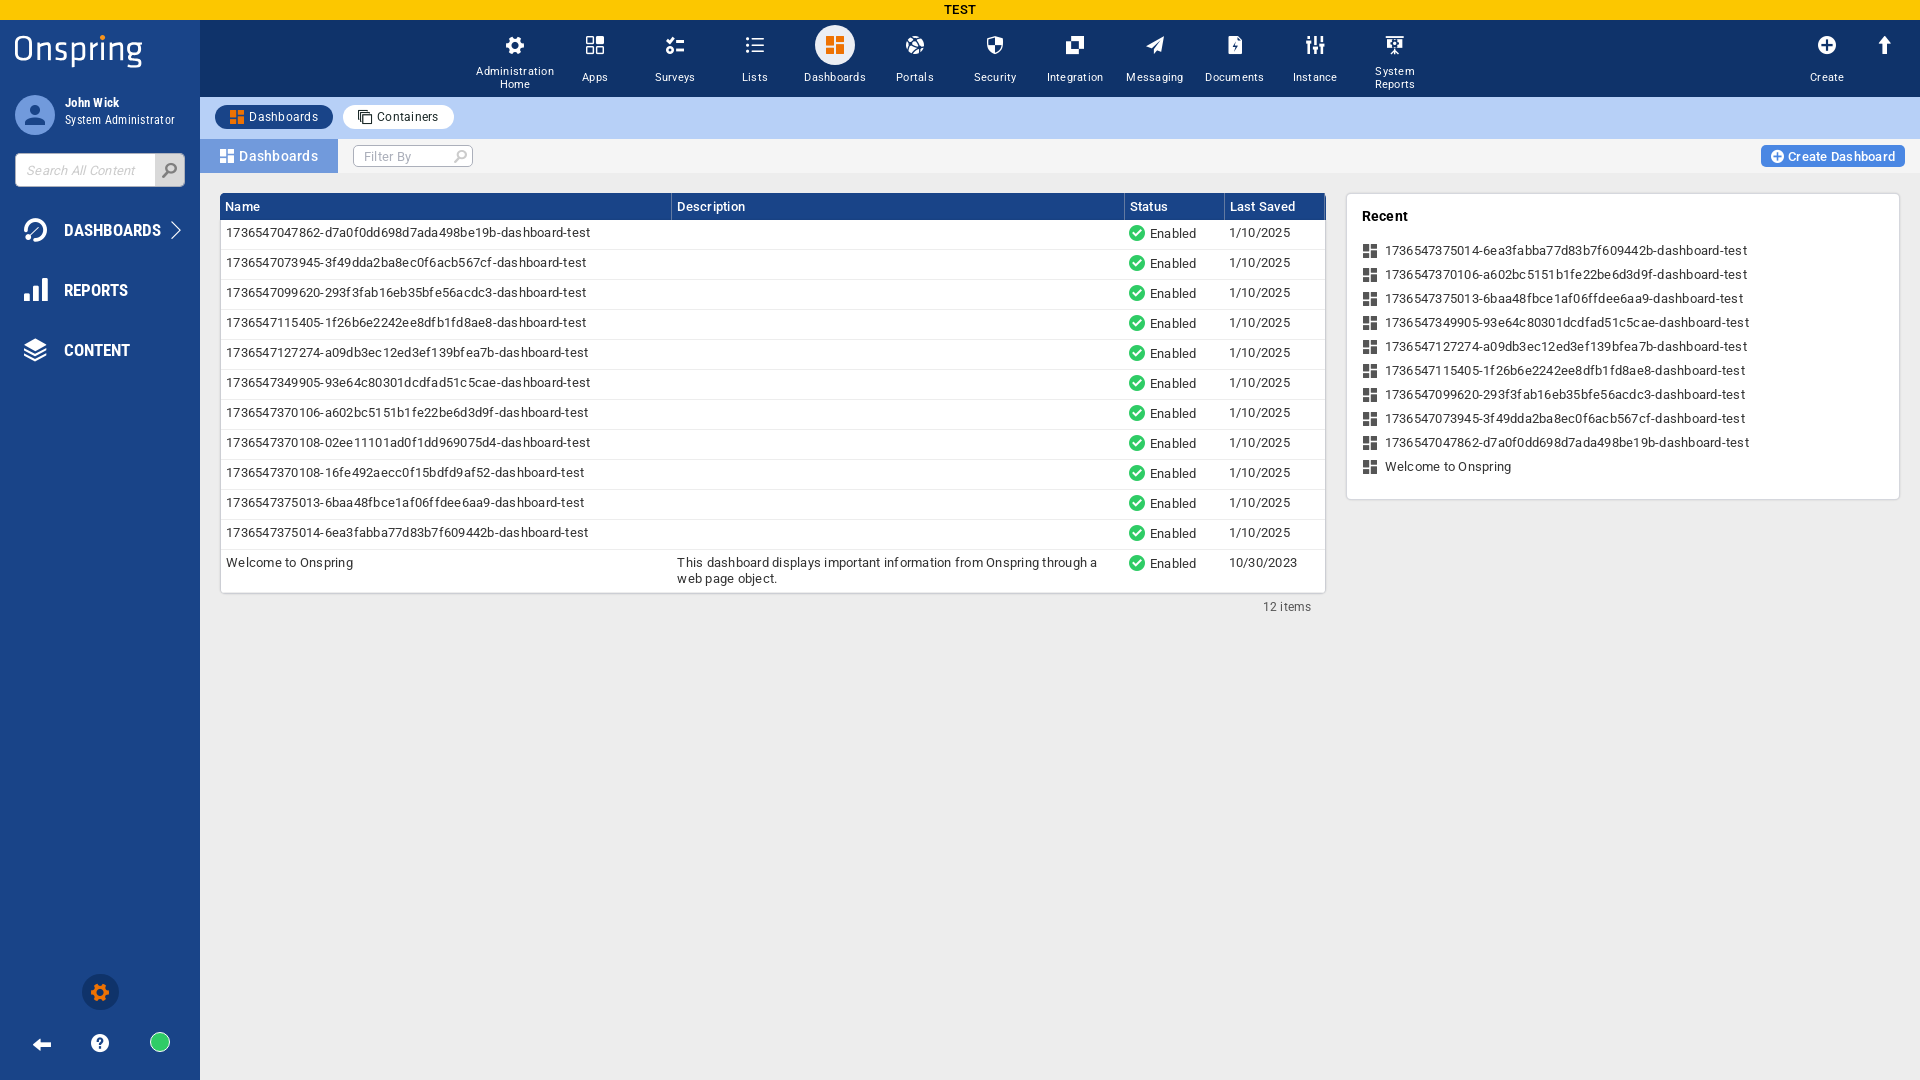 TEST
Onspring
John Wick
System Administrator
Search All Content
DASHBOARDS
REPORTS
CONTENT
Administration Home
Apps
Surveys
Lists
Dashboards
Portals
Security
Integration
Messaging
Documents
Instance
System Reports
Create
Dashboards
Containers
Dashboards
Filter By
Create Dashboard
Name Description Status Last Saved
1736547047862-d7a0f0dd698d7ada498be19b-dashboard-test Enabled 1/10/2025
1736547073945-3f49dda2ba8ec0f6acb567cf-dashboard-test Enabled 1/10/2025
1736547099620-293f3fab16eb35bfe56acdc3-dashboard-test Enabled 1/10/2025
1736547115405-1f26b6e2242ee8dfb1fd8ae8-dashboard-test Enabled 1/10/2025
1736547127274-a09db3ec12ed3ef139bfea7b-dashboard-test Enabled 1/10/2025
1736547349905-93e64c80301dcdfad51c5cae-dashboard-test Enabled 1/10/2025
1736547370106-a602bc5151b1fe22be6d3d9f-dashboard-test Enabled 1/10/2025
1736547370108-02ee11101ad0f1dd969075d4-dashboard-test Enabled 1/10/2025
1736547370108-16fe492aecc0f15bdfd9af52-dashboard-test Enabled 1/10/2025
1736547375013-6baa48fbce1af06ffdee6aa9-dashboard-test Enabled 1/10/2025
1736547375014-6ea3fabba77d83b7f609442b-dashboard-test Enabled 1/10/2025
Welcome to Onspring This dashboard displays important information from Onspring through a Enabled 10/30/2023
web page object.
12 items
Recent
1736547375014-6ea3fabba77d83b7f609442b-dashboard-test
1736547370106-a602bc5151b1fe22be6d3d9f-dashboard-test
1736547375013-6baa48fbce1af06ffdee6aa9-dashboard-test
1736547349905-93e64c80301dcdfad51c5cae-dashboard-test
1736547127274-a09db3ec12ed3ef139bfea7b-dashboard-test
1736547115405-1f26b6e2242ee8dfb1fd8ae8-dashboard-test
1736547099620-293f3fab16eb35bfe56acdc3-dashboard-test
1736547073945-3f49dda2ba8ec0f6acb567cf-dashboard-test
1736547047862-d7a0f0dd698d7ada498be19b-dashboard-test
Welcome to Onspring